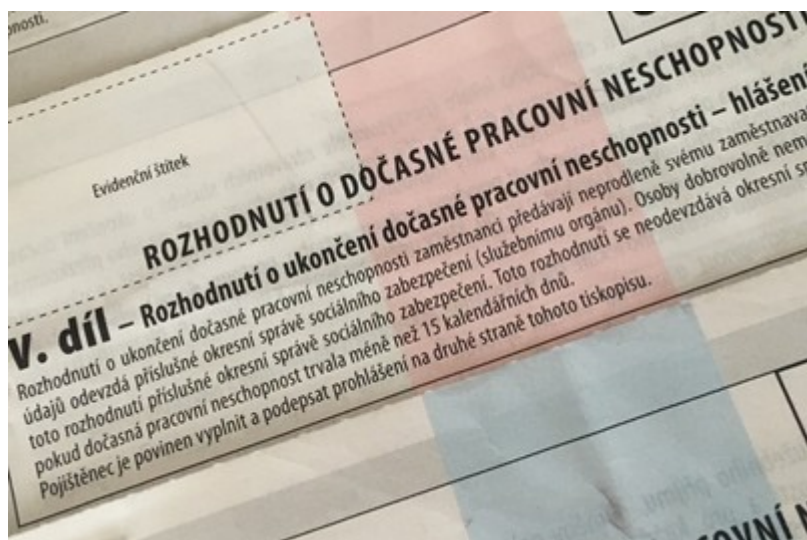 pnosti.
Evidenční štítek
ROZHODNUTÍ O DOČASNÉ PRACOVNÍ NESCHOPNOSTI
V. díl – Rozhodnutí o ukončení dočasné pracovní neschopnosti – hlášení
Rozhodnutí o ukončení dočasné pracovní neschopnosti zaměstnanci předávají neprodleně svému zaměstnava
údajů odevzdá příslušné okresní správě sociálního zabezpečení (služebnímu orgánu). Osoby dobrovolně nem
toto rozhodnutí příslušné okresní správě sociálního zabezpečení. Toto rozhodnutí se neodevzdává okresní s
pokud dočasná pracovní neschopnost trvala méně než 15 kalendářních dnů.
Pojištěnec je povinen vyplnit a podepsat prohlášení na druhé straně tohoto tiskopisu.
COVNÍ N